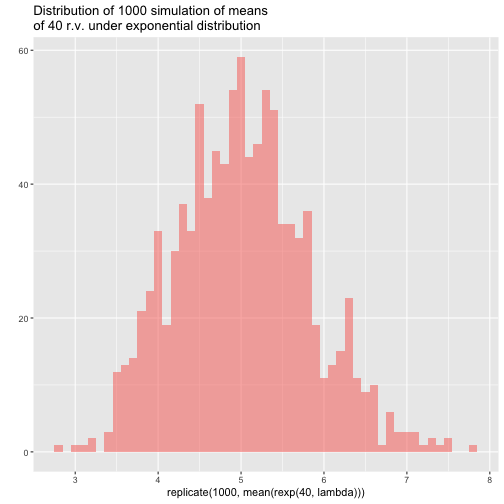 Distribution of 1000 simulation of means
of 40 r.v. under exponential distribution
60
40
20
0
3 4 5 6 7 8
replicate(1000, mean(rexp(40, lambda)))